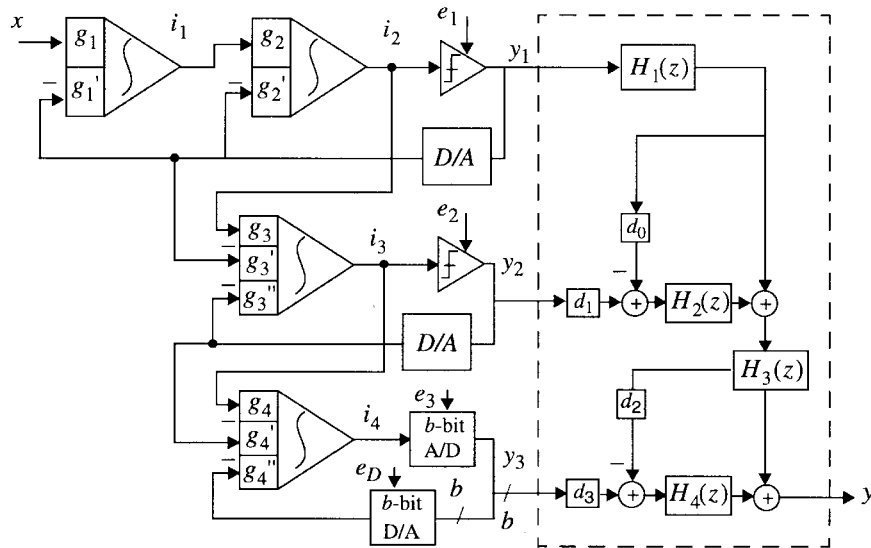 x
g₁
g₁'
−
i₁
g₂
g₂'
−
i₂
e₁
y₁
D/A
H₁(z)
d₀
−
+
g₃
g₃'
g₃''
−
−
i₃
e₂
y₂
D/A
d₁
H₂(z)
+
H₃(z)
d₂
−
g₄
g₄'
g₄''
−
−
i₄
e₃
b-bit
A/D
y₃
e_D
b-bit
D/A
b
b
d₃
+
H₄(z)
+
y